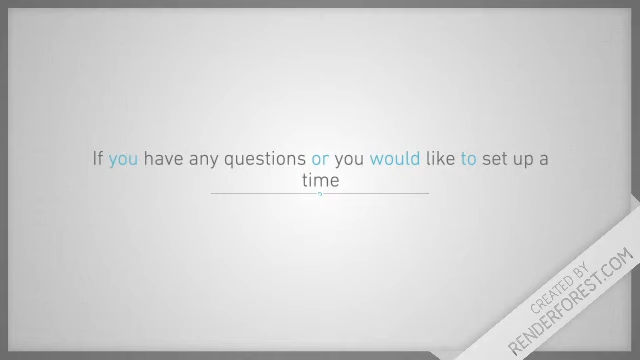 If you have any questions or you would like to set up a
time
CREATED BY
RENDERFOREST.COM